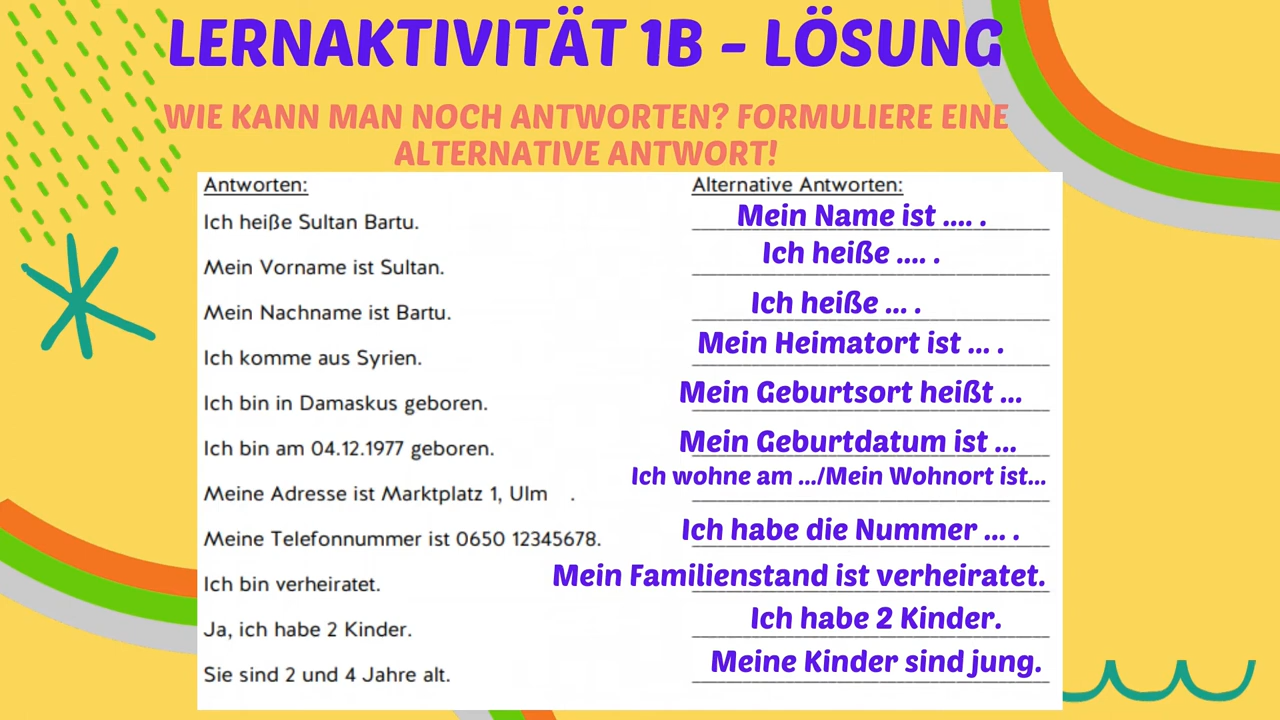 LERNAKTIVITÄT 1B - LÖSUNG
WIE KANN MAN NOCH ANTWORTEN? FORMULIERE EINE
ALTERNATIVE ANTWORT!
Antworten:
Ich heiße Sultan Bartu.
Mein Vorname ist Sultan.
Mein Nachname ist Bartu.
Ich komme aus Syrien.
Ich bin in Damaskus geboren.
Ich bin am 04.12.1977 geboren.
Meine Adresse ist Marktplatz 1, Ulm .
Meine Telefonnummer ist 0650 12345678.
Ich bin verheiratet.
Ja, ich habe 2 Kinder.
Sie sind 2 und 4 Jahre alt.
Alternative Antworten:
Mein Name ist .... .
Ich heiße .... .
Ich heiße ... .
Mein Heimatort ist ... .
Mein Geburtsort heißt ...
Mein Geburtdatum ist ...
Ich wohne am .../Mein Wohnort ist...
Ich habe die Nummer ... .
Mein Familienstand ist verheiratet.
Ich habe 2 Kinder.
Meine Kinder sind jung.